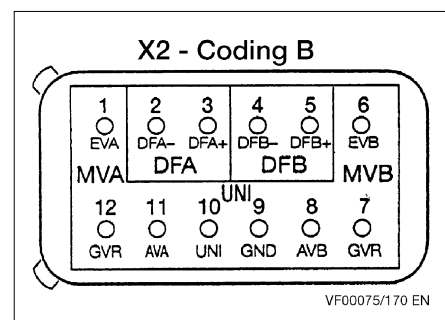 X2 - Coding B
1 2 3 4 5 6
EVA DFA– DFA+ DFB– DFB+ EVB
MVA DFA DFB MVB
UNI
12 11 10 9 8 7
GVR AVA UNI GND AVB GVR
VF00075/170 EN